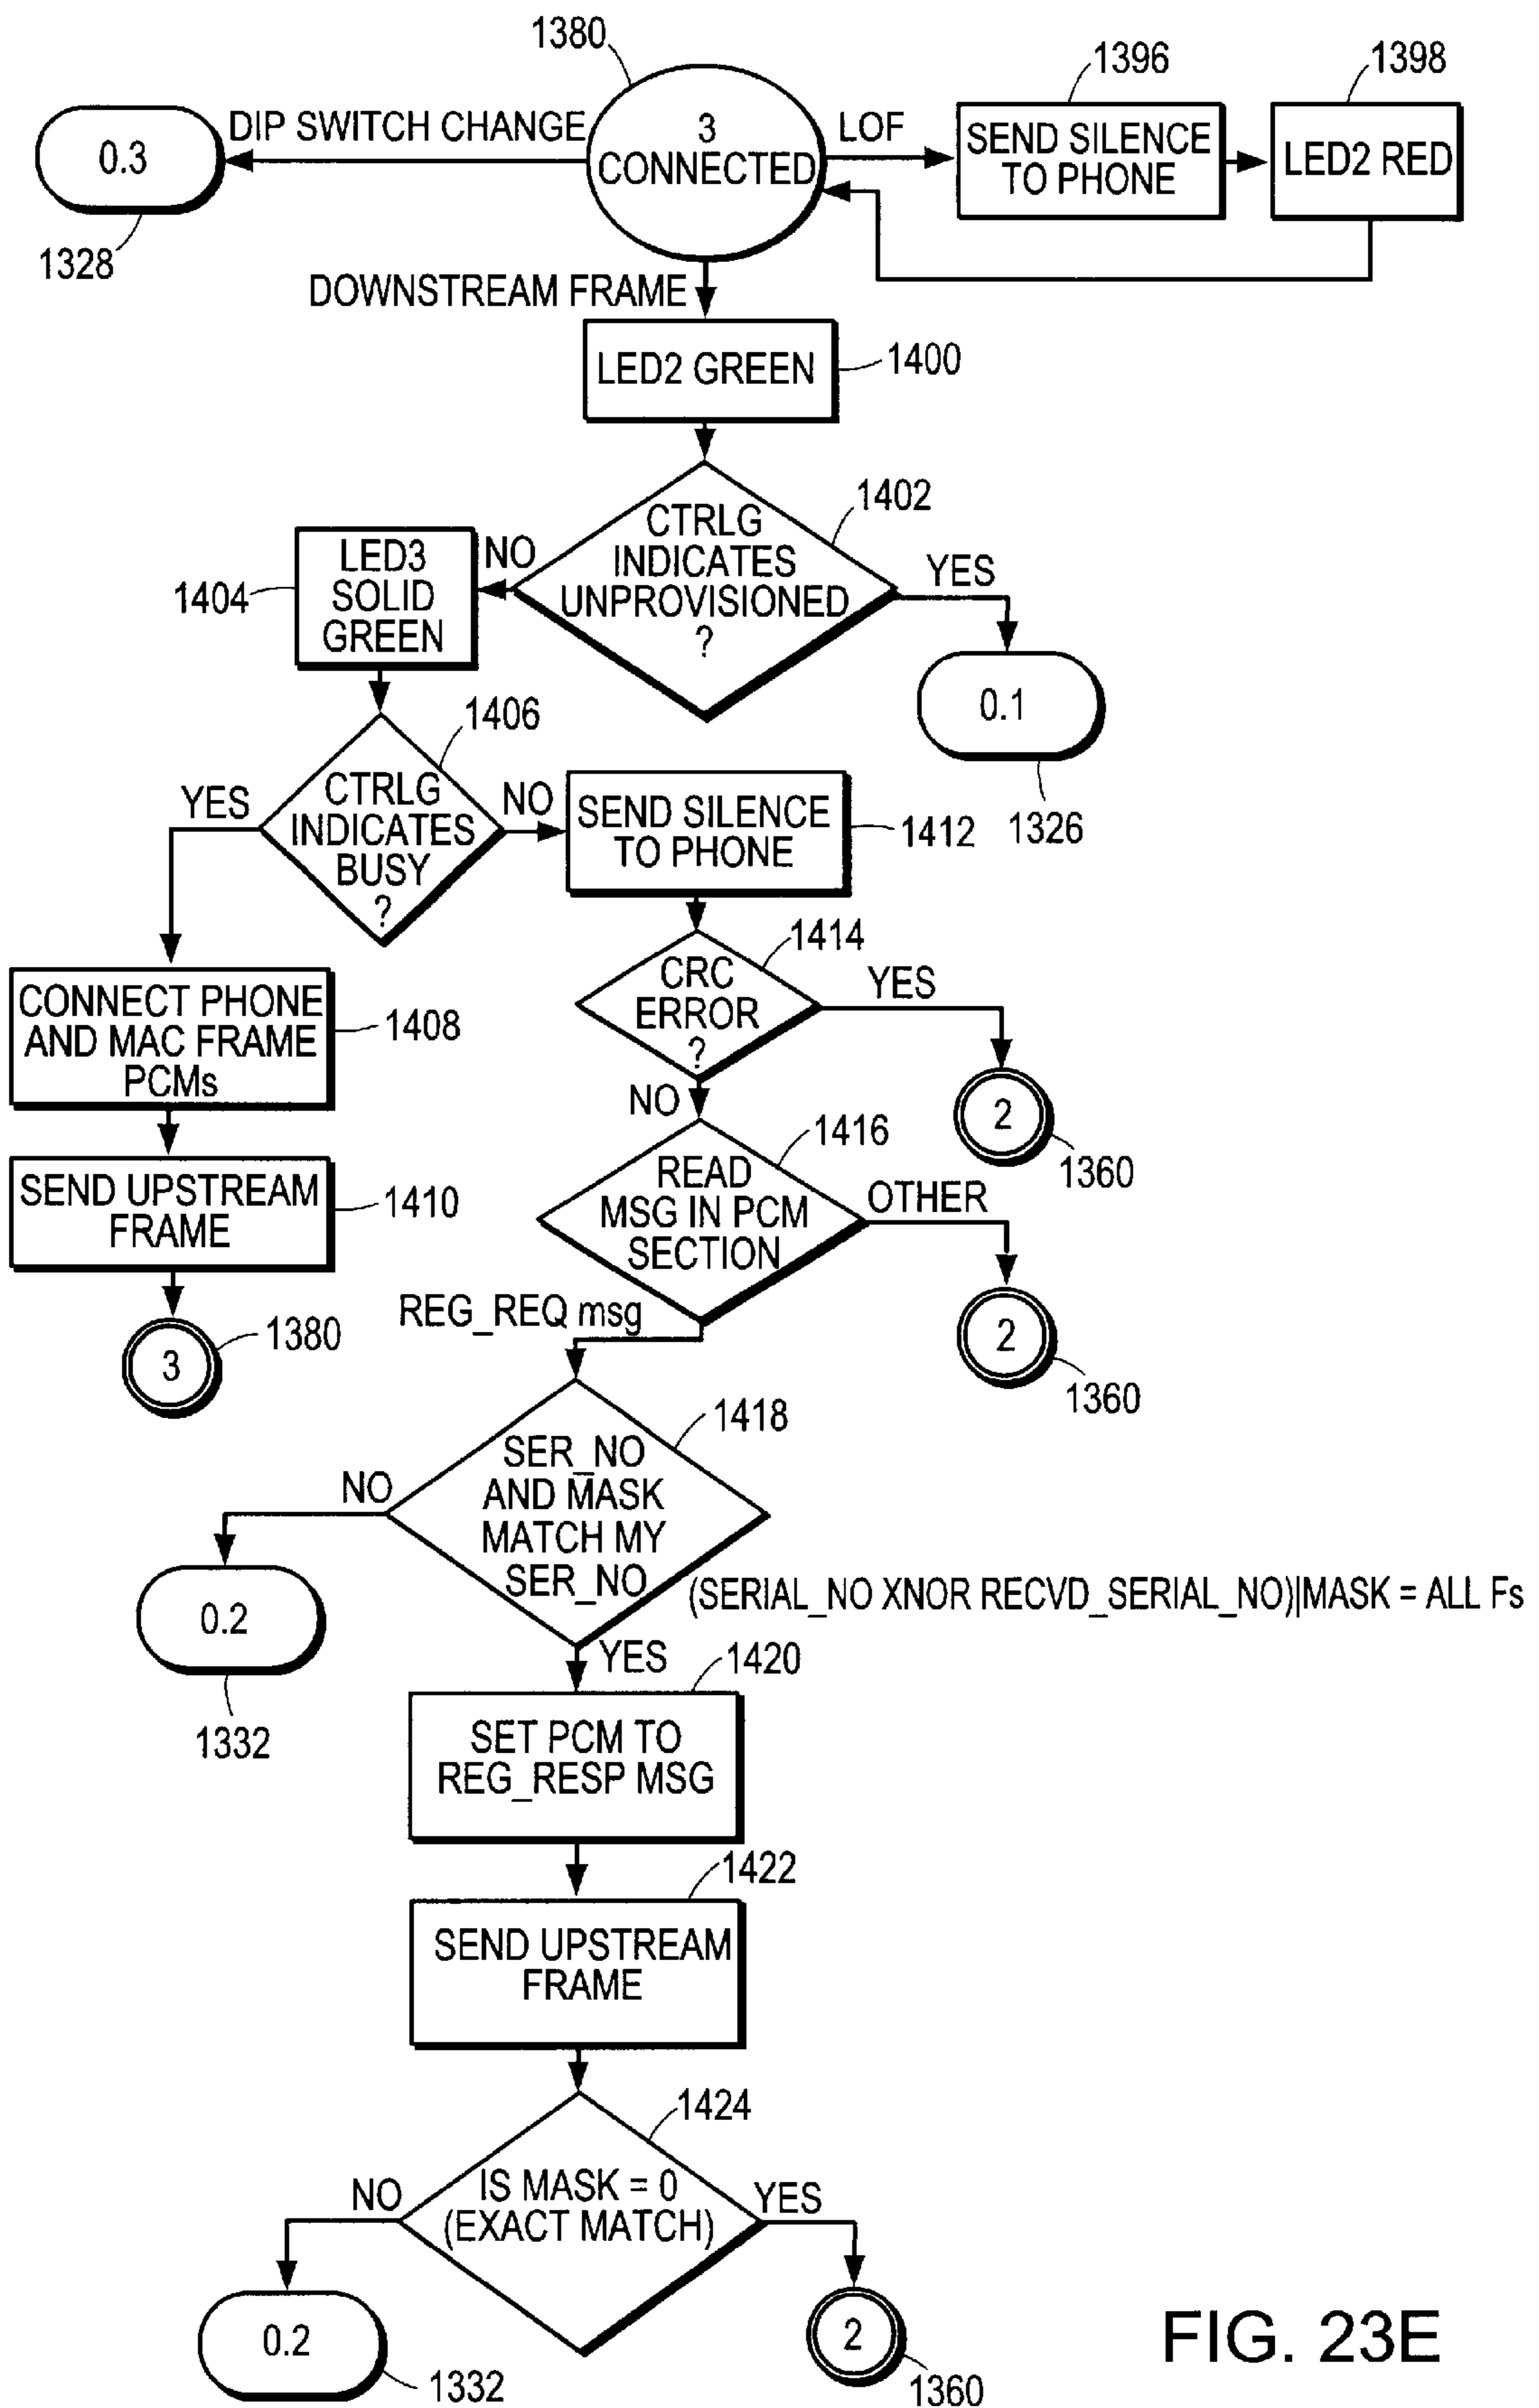 1380
1396
1398
DIP SWITCH CHANGE
0.3
3
CONNECTED
LOF
SEND SILENCE
TO PHONE
LED2 RED
1328
DOWNSTREAM FRAME
LED2 GREEN
1400
1402
CTRLG
INDICATES
UNPROVISIONED
?
NO
YES
LED3
SOLID
GREEN
1404
0.1
1326
1406
CTRLG
INDICATES
BUSY
?
YES
NO
SEND SILENCE
TO PHONE
1412
1414
CRC
ERROR
?
YES
NO
2
1360
CONNECT PHONE
AND MAC FRAME
PCMs
1408
SEND UPSTREAM
FRAME
1410
3
1380
1416
READ
MSG IN PCM
SECTION
OTHER
2
1360
REG_REQ msg
1418
SER_NO
AND MASK
MATCH MY
SER_NO
NO
0.2
1332
(SERIAL_NO XNOR RECVD_SERIAL_NO)|MASK = ALL Fs
YES
1420
SET PCM TO
REG_RESP MSG
1422
SEND UPSTREAM
FRAME
1424
IS MASK = 0
(EXACT MATCH)
NO
YES
0.2
1332
2
1360
FIG. 23E